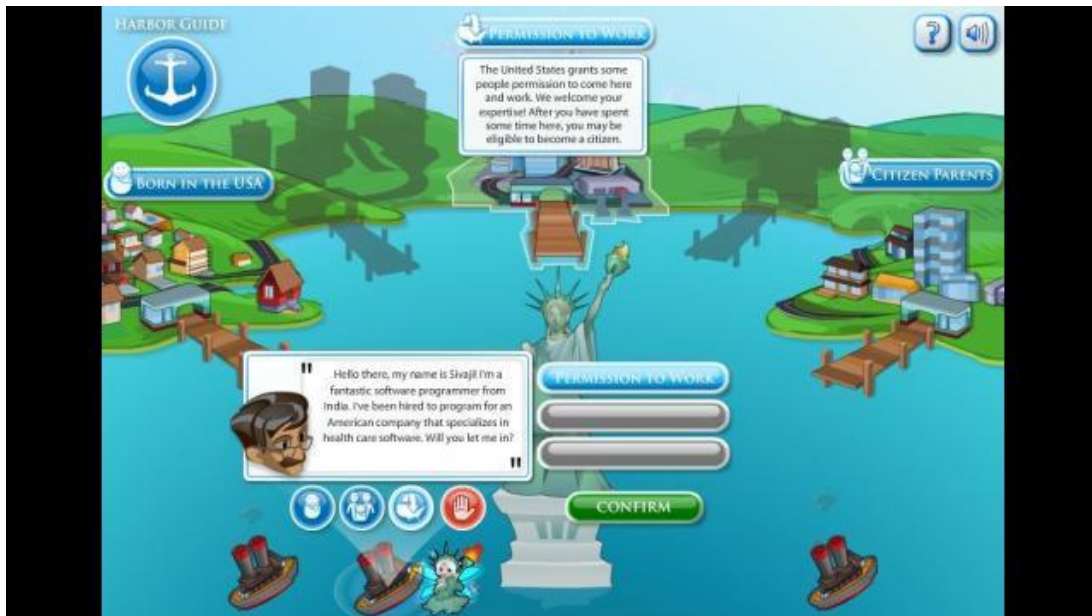 HARBOR GUIDE
PERMISSION TO WORK
The United States grants some
people permission to come here
and work. We welcome your
expertise! After you have spent
some time here, you may be
eligible to become a citizen.
?
BORN IN THE USA
CITIZEN PARENTS
"
Hello there, my name is Sivaji! I'm a
fantastic software programmer from
India. I've been hired to program for an
American company that specializes in
health care software. Will you let me in?
"
PERMISSION TO WORK
CONFIRM